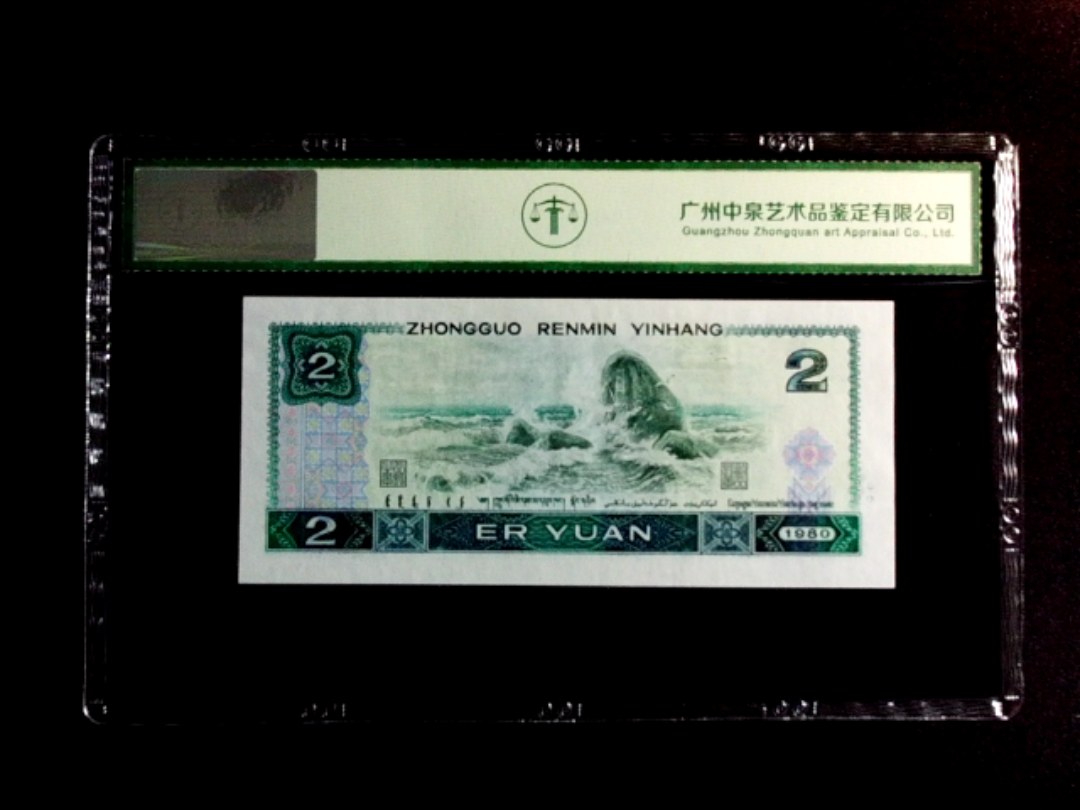 广州中泉艺术品鉴定有限公司
Guangzhou Zhongquan art Appraisal Co., Ltd.
ZHONGGUO RENMIN YINHANG
2
2
2
ER YUAN
1980